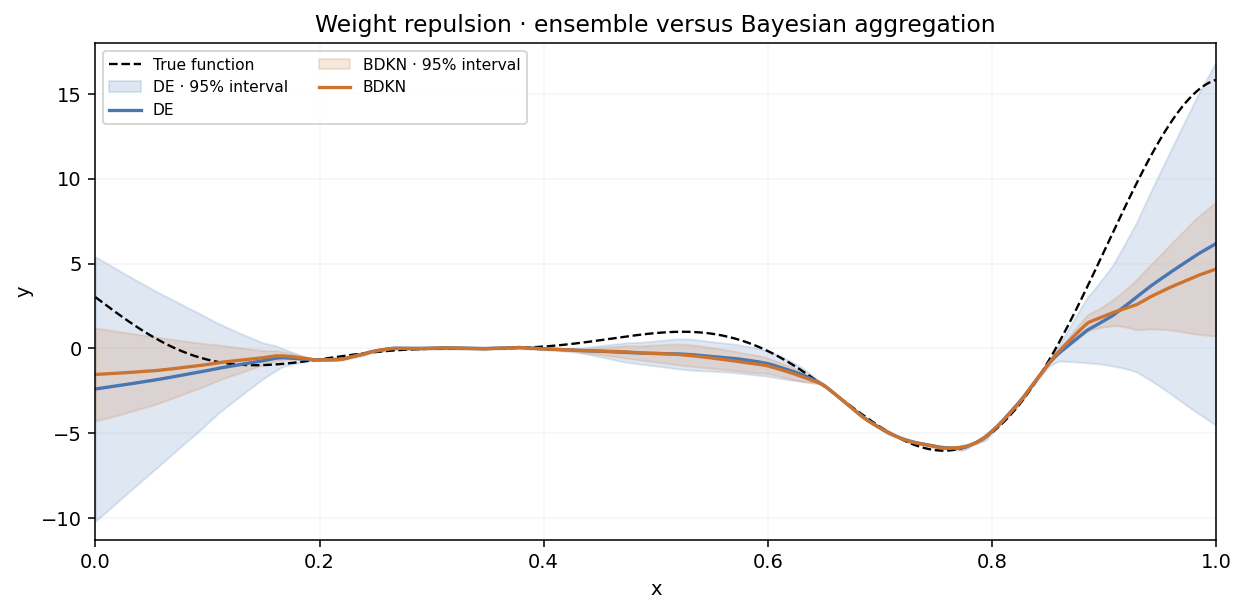 Weight repulsion · ensemble versus Bayesian aggregation
True function
DE · 95% interval
DE
BDKN · 95% interval
BDKN
15
10
5
0
−5
−10
y
0.0
0.2
0.4
0.6
0.8
1.0
x